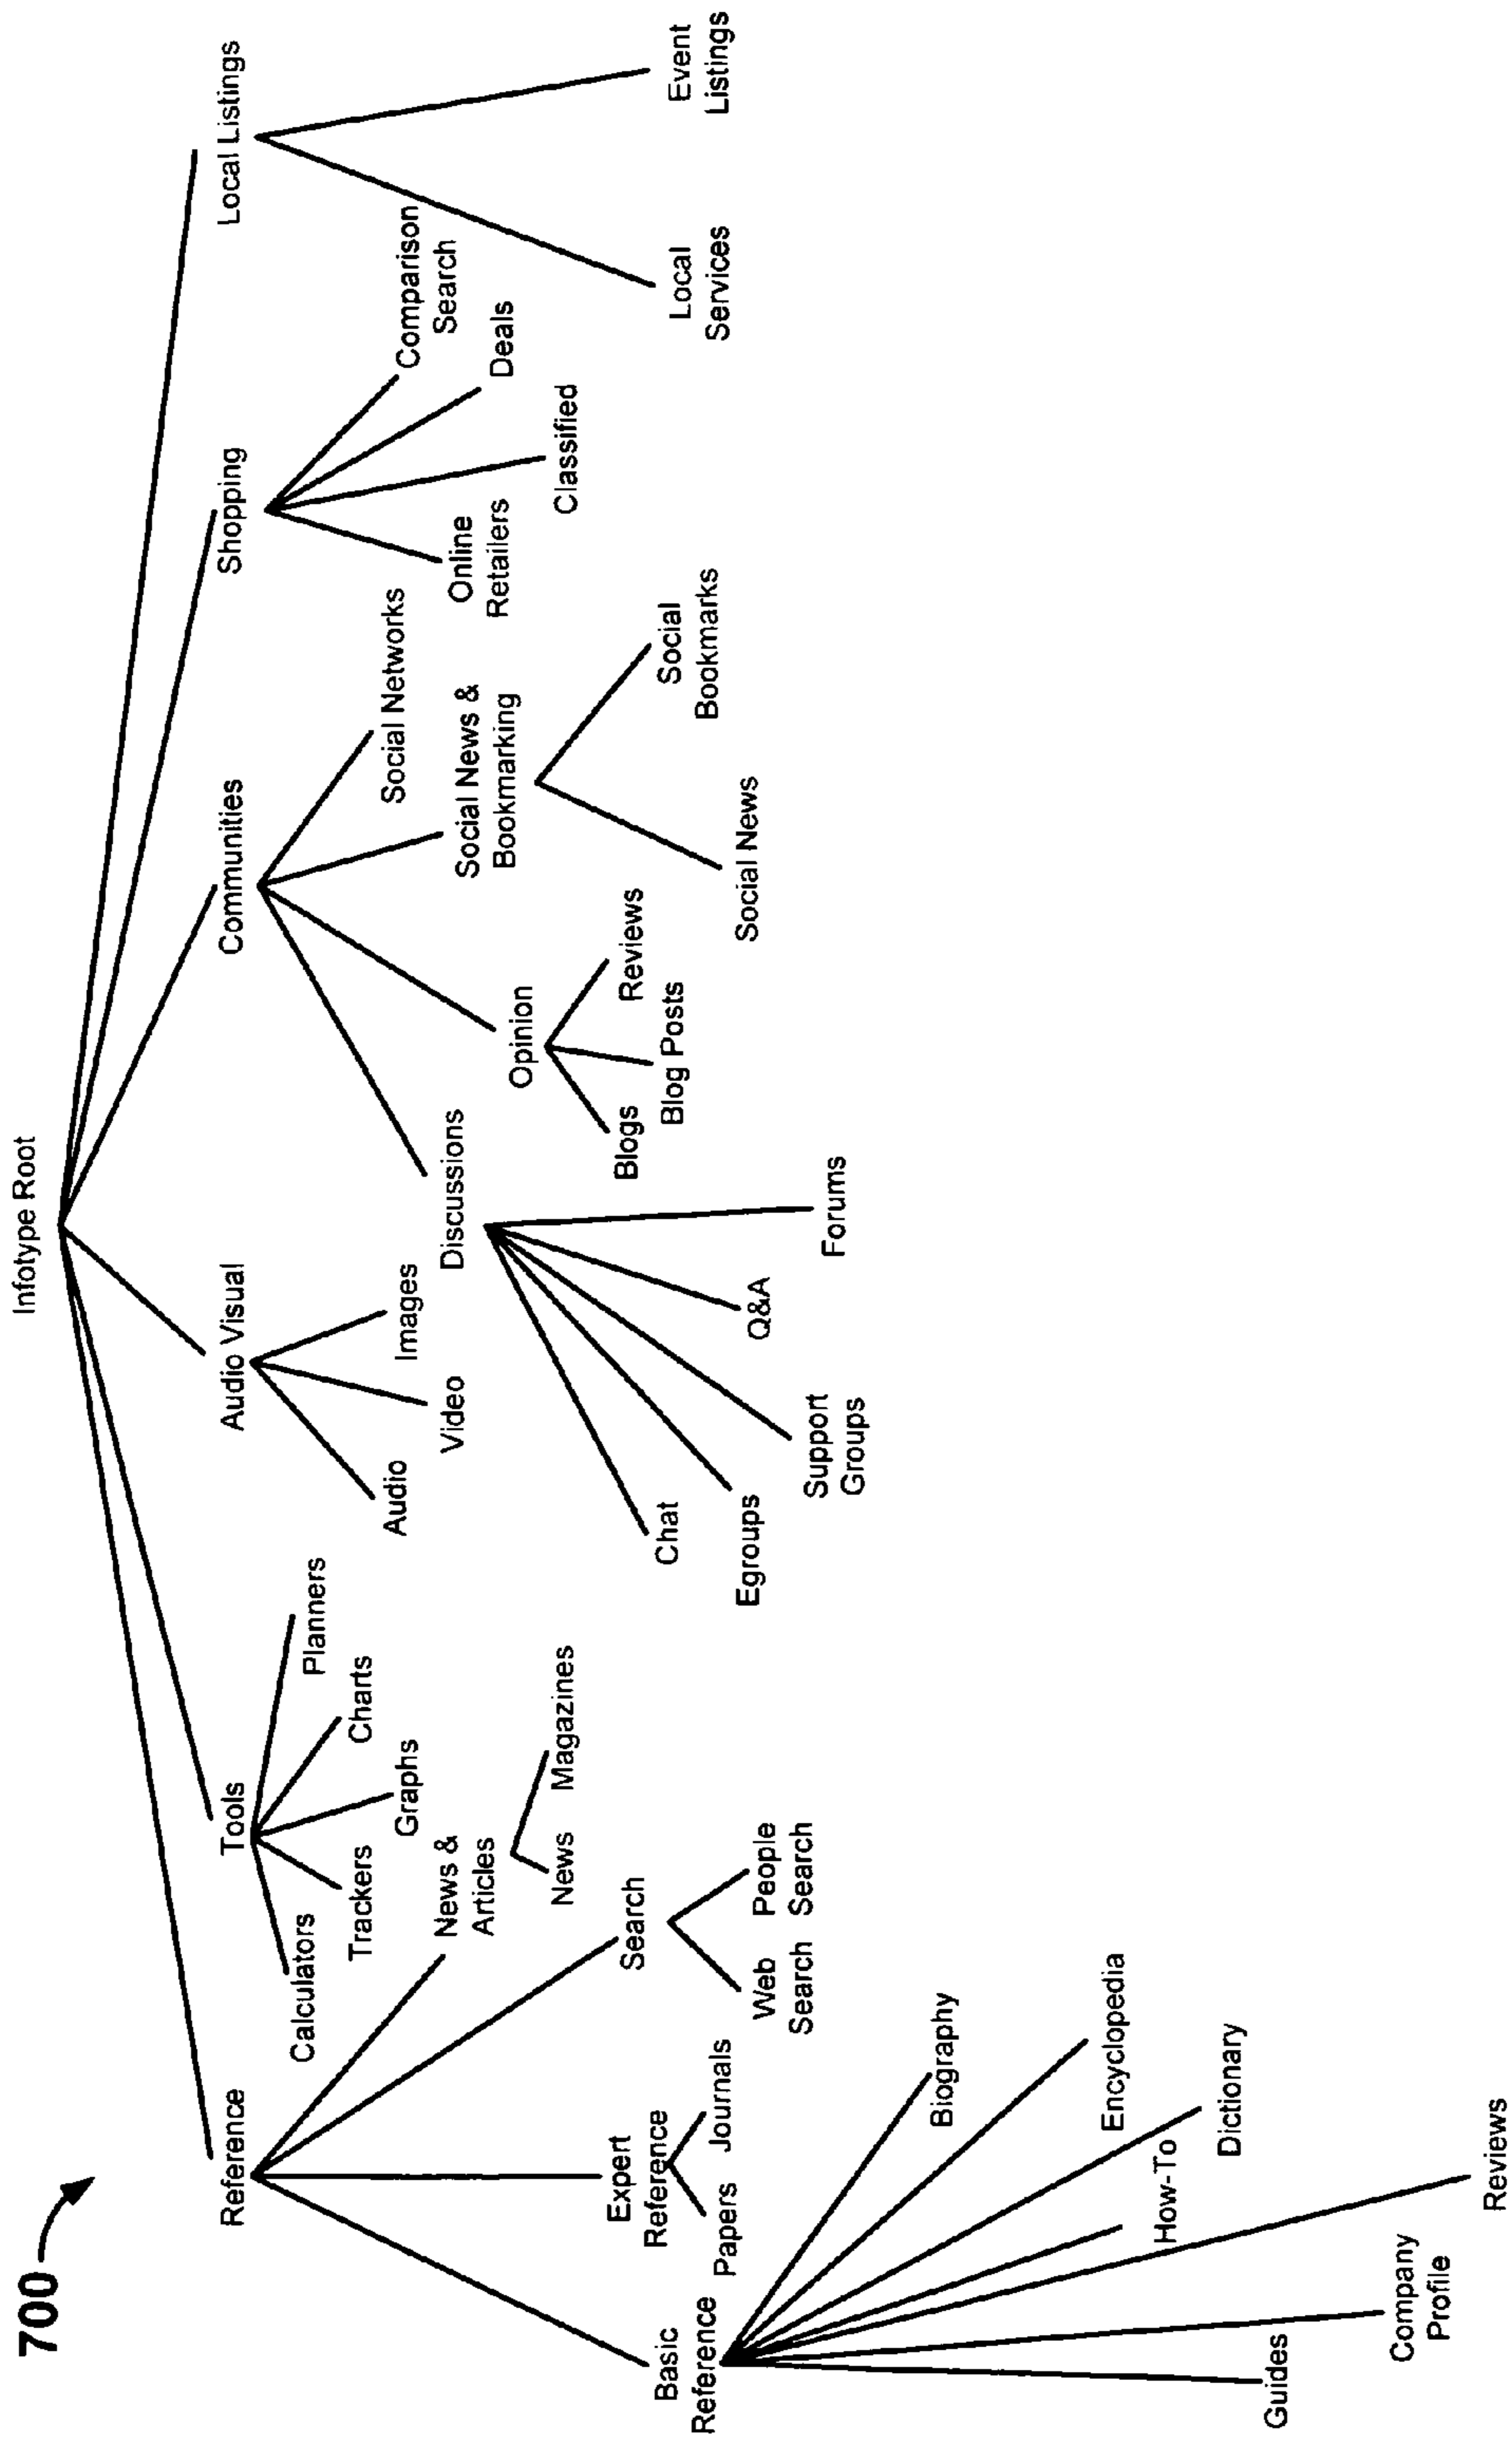 700
Infotype Root
Reference
Tools
Audio Visual
Communities
Shopping
Local Listings
Calculators
Trackers
Graphs
Charts
Planners
Audio
Video
Images
Social Networks
Comparison
Search
News &
Articles
Discussions
Social News &
Bookmarking
Online
Retailers
Deals
Opinion
News
Magazines
Classified
Expert
Reference
Search
Blogs
Reviews
Basic
Reference
Chat
Blog Posts
Social
Bookmarks
Local
Services
Event
Listings
Papers
Journals
Web
Search
People
Search
Egroups
Q&A
Social News
Support
Groups
Forums
Biography
Encyclopedia
How-To
Dictionary
Guides
Company
Profile
Reviews